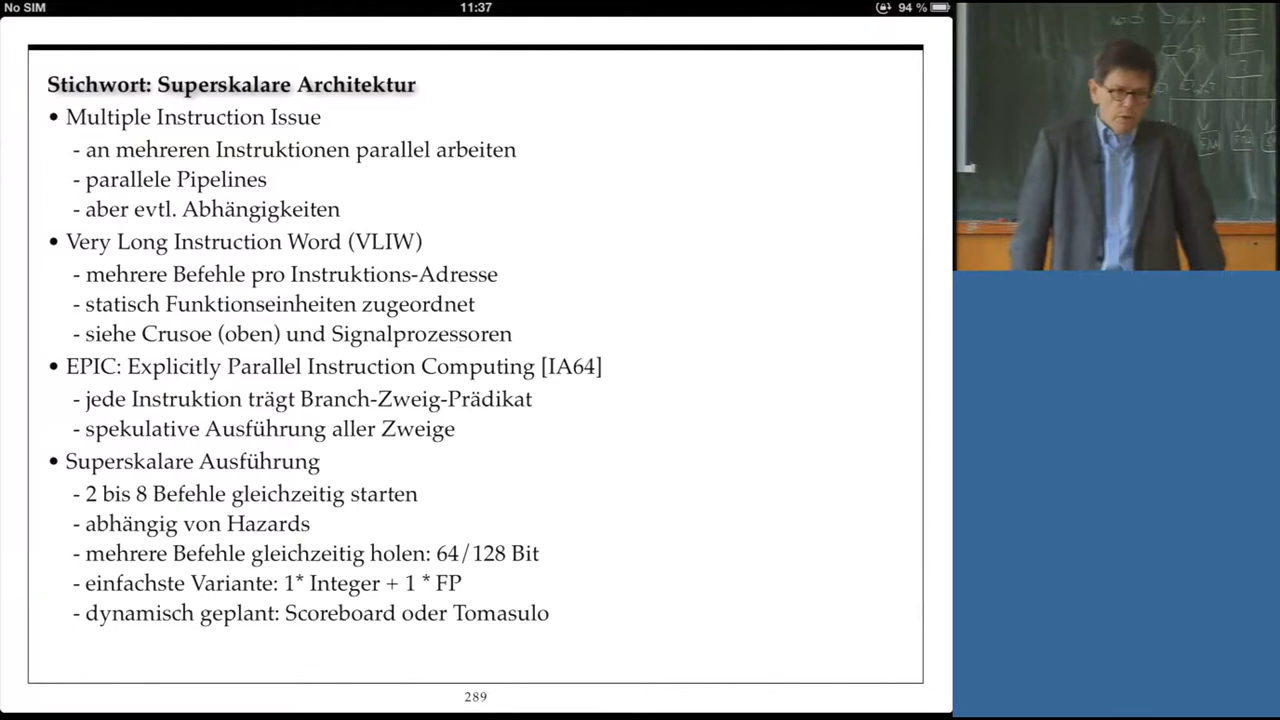 No SIM
11:37
94 %
Stichwort: Superskalare Architektur
• Multiple Instruction Issue
- an mehreren Instruktionen parallel arbeiten
- parallele Pipelines
- aber evtl. Abhängigkeiten
• Very Long Instruction Word (VLIW)
- mehrere Befehle pro Instruktions-Adresse
- statisch Funktionseinheiten zugeordnet
- siehe Crusoe (oben) und Signalprozessoren
• EPIC: Explicitly Parallel Instruction Computing [IA64]
- jede Instruktion trägt Branch-Zweig-Prädikat
- spekulative Ausführung aller Zweige
• Superskalare Ausführung
- 2 bis 8 Befehle gleichzeitig starten
- abhängig von Hazards
- mehrere Befehle gleichzeitig holen: 64/128 Bit
- einfachste Variante: 1* Integer + 1 * FP
- dynamisch geplant: Scoreboard oder Tomasulo
289